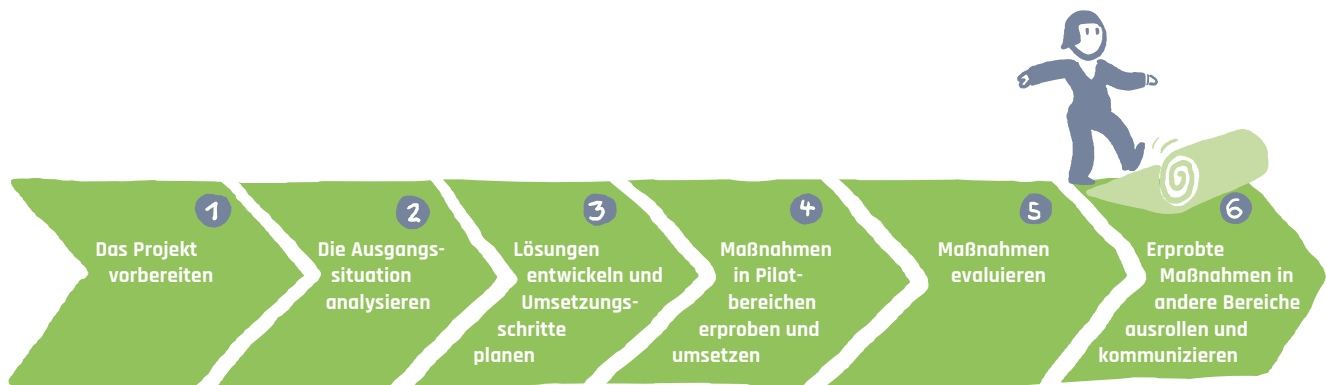 1
Das Projekt
vorbereiten
2
Die Ausgangs-
situation
analysieren
3
Lösungen
entwickeln und
Umsetzungs-
schritte
planen
4
Maßnahmen
in Pilot-
bereichen
erproben und
umsetzen
5
Maßnahmen
evaluieren
6
Erprobte
Maßnahmen in
andere Bereiche
ausrollen und
kommunizieren